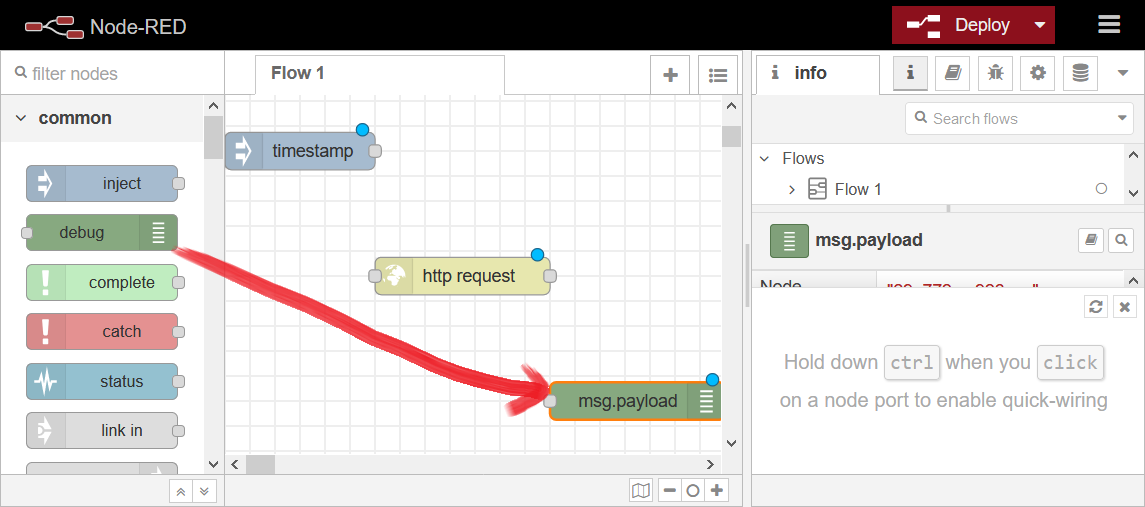 Node-RED
Deploy
filter nodes
Flow 1
info
common
Search flows
timestamp
Flows
inject
Flow 1
debug
msg.payload
http request
complete
Node
catch
Hold down ctrl when you click
status
on a node port to enable quick-wiring
msg.payload
link in